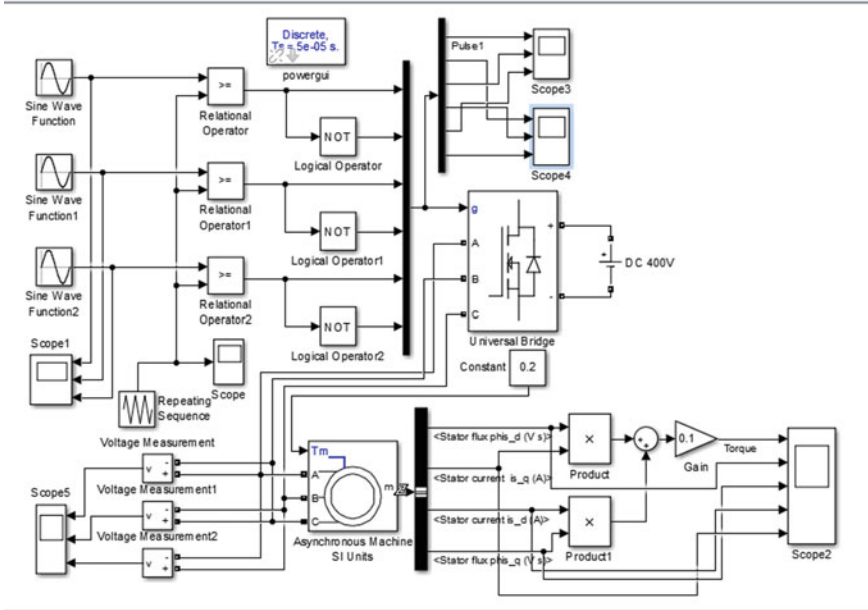 Discrete,
Ts = 5e-05 s.
powergui
Pulse1
Scope3
Scope4
Sine Wave
Function
>=
Relational
Operator
NOT
Logical Operator
Sine Wave
Function1
>=
Relational
Operator1
NOT
Logical Operator1
Sine Wave
Function2
>=
Relational
Operator2
NOT
Logical Operator2
g
A
B
C
+
-
Universal Bridge
+
DC 400V
Scope1
Repeating
Sequence
Scope
Constant
0.2
Voltage Measurement
+
-
v
Voltage Measurement1
+
-
v
Voltage Measurement2
+
-
v
Scope5
Tm
A
B
C
m
Asynchronous Machine
SI Units
<Stator flux phis_d (V s)>
<Stator current is_q (A)>
<Stator current is_d (A)>
<Stator flux phis_q (V s)>
×
Product
×
Product1
+
+
0.1
Gain
Torque
Scope2